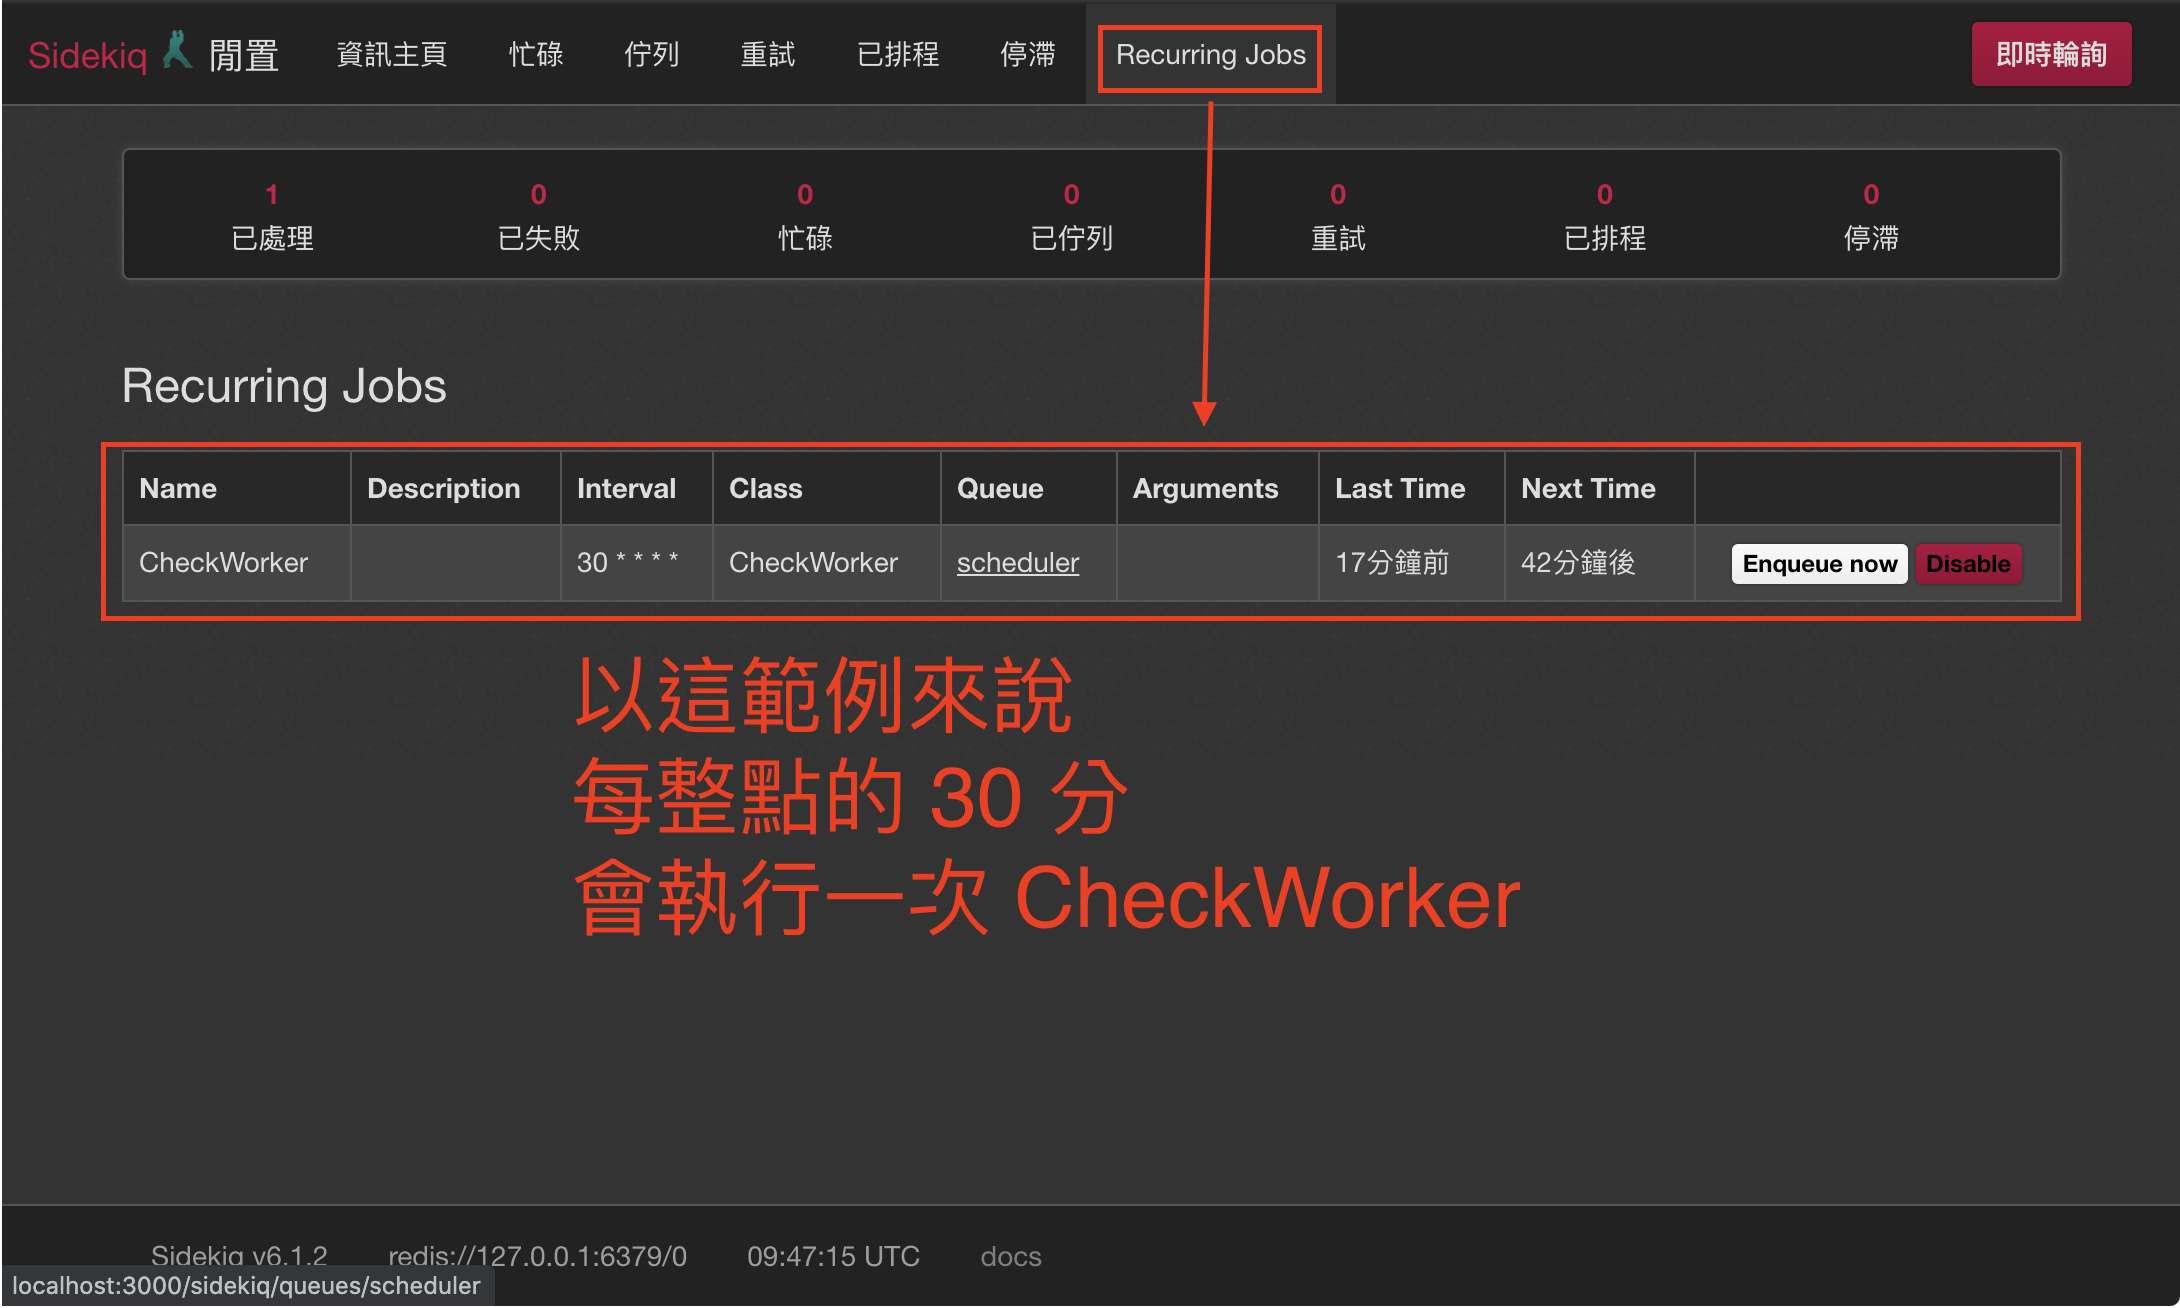 Sidekiq 閒置 資訊主頁 忙碌 佇列 重試 已排程 停滯 Recurring Jobs 即時輪詢
1 0 0 0 0 0 0
已處理 已失敗 忙碌 已佇列 重試 已排程 停滯
Recurring Jobs
Name Description Interval Class Queue Arguments Last Time Next Time
CheckWorker 30 * * * * CheckWorker scheduler 17分鐘前 42分鐘後 Enqueue now Disable
以這範例來說
每整點的 30 分
會執行一次 CheckWorker
Sidekiq v6.1.2 redis://127.0.0.1:6379/0 09:47:15 UTC docs
localhost:3000/sidekiq/queues/scheduler